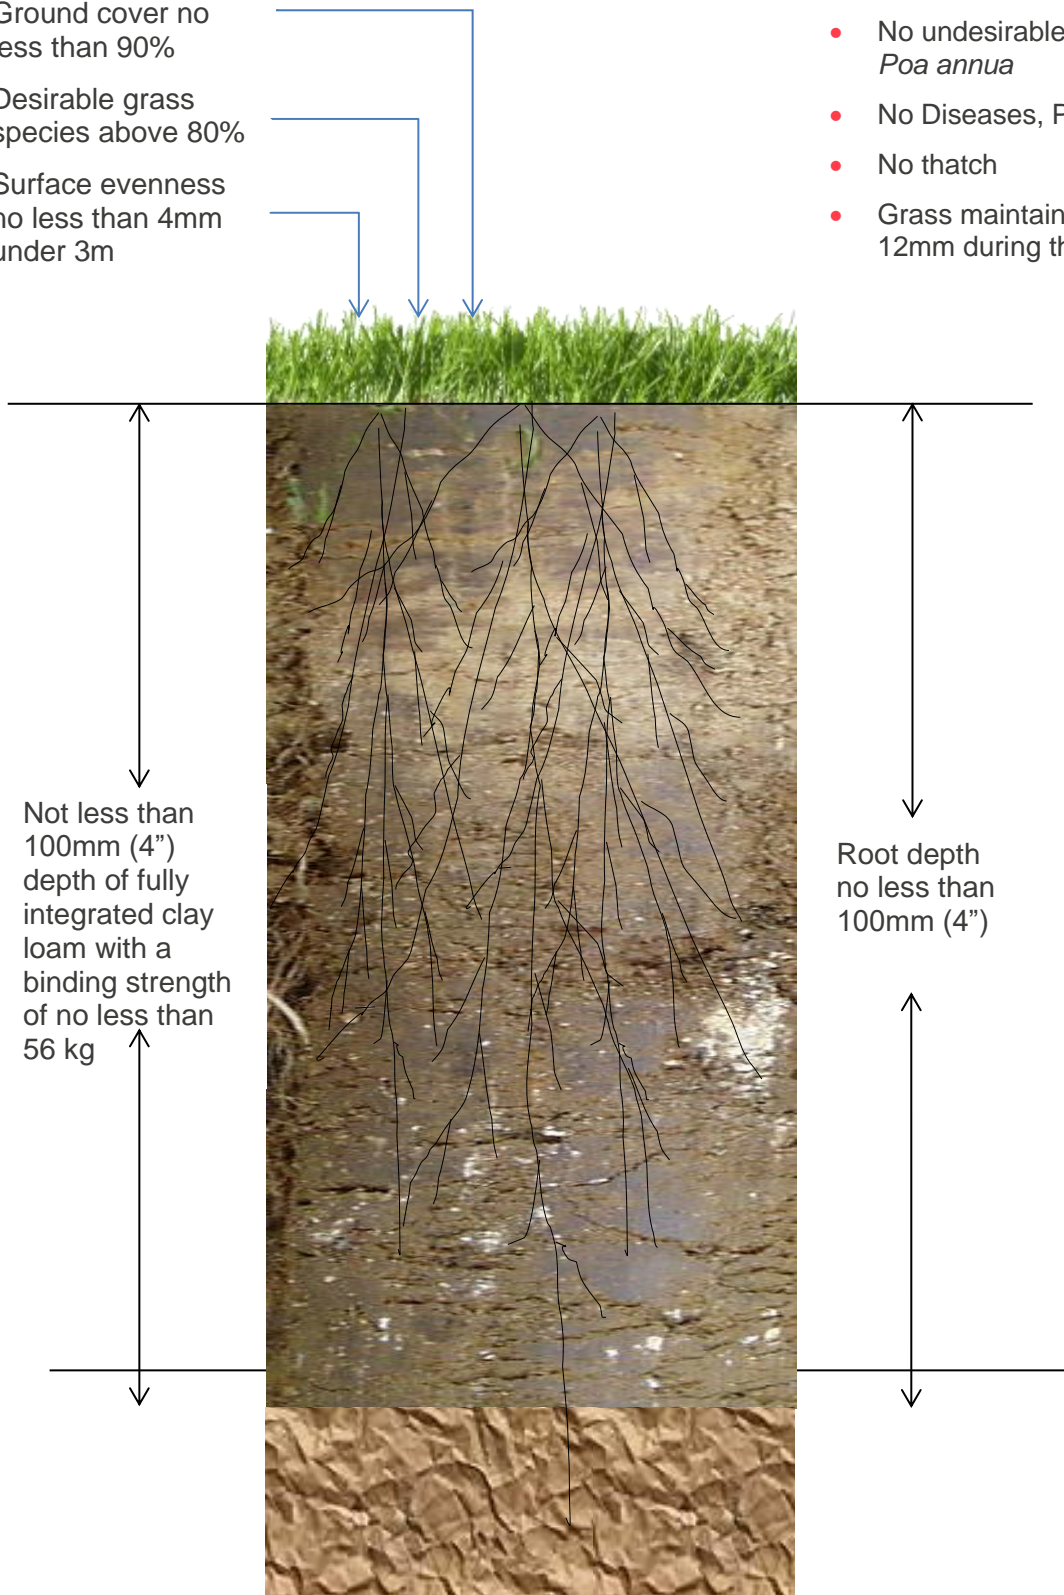 Ground cover no
less than 90%
Desirable grass
species above 80%
Surface evenness
no less than 4mm
under 3m
No undesirable
Poa annua
No Diseases, P
No thatch
Grass maintain
12mm during th
Not less than
100mm (4”)
depth of fully
integrated clay
loam with a
binding strength
of no less than
56 kg
Root depth
no less than
100mm (4”)